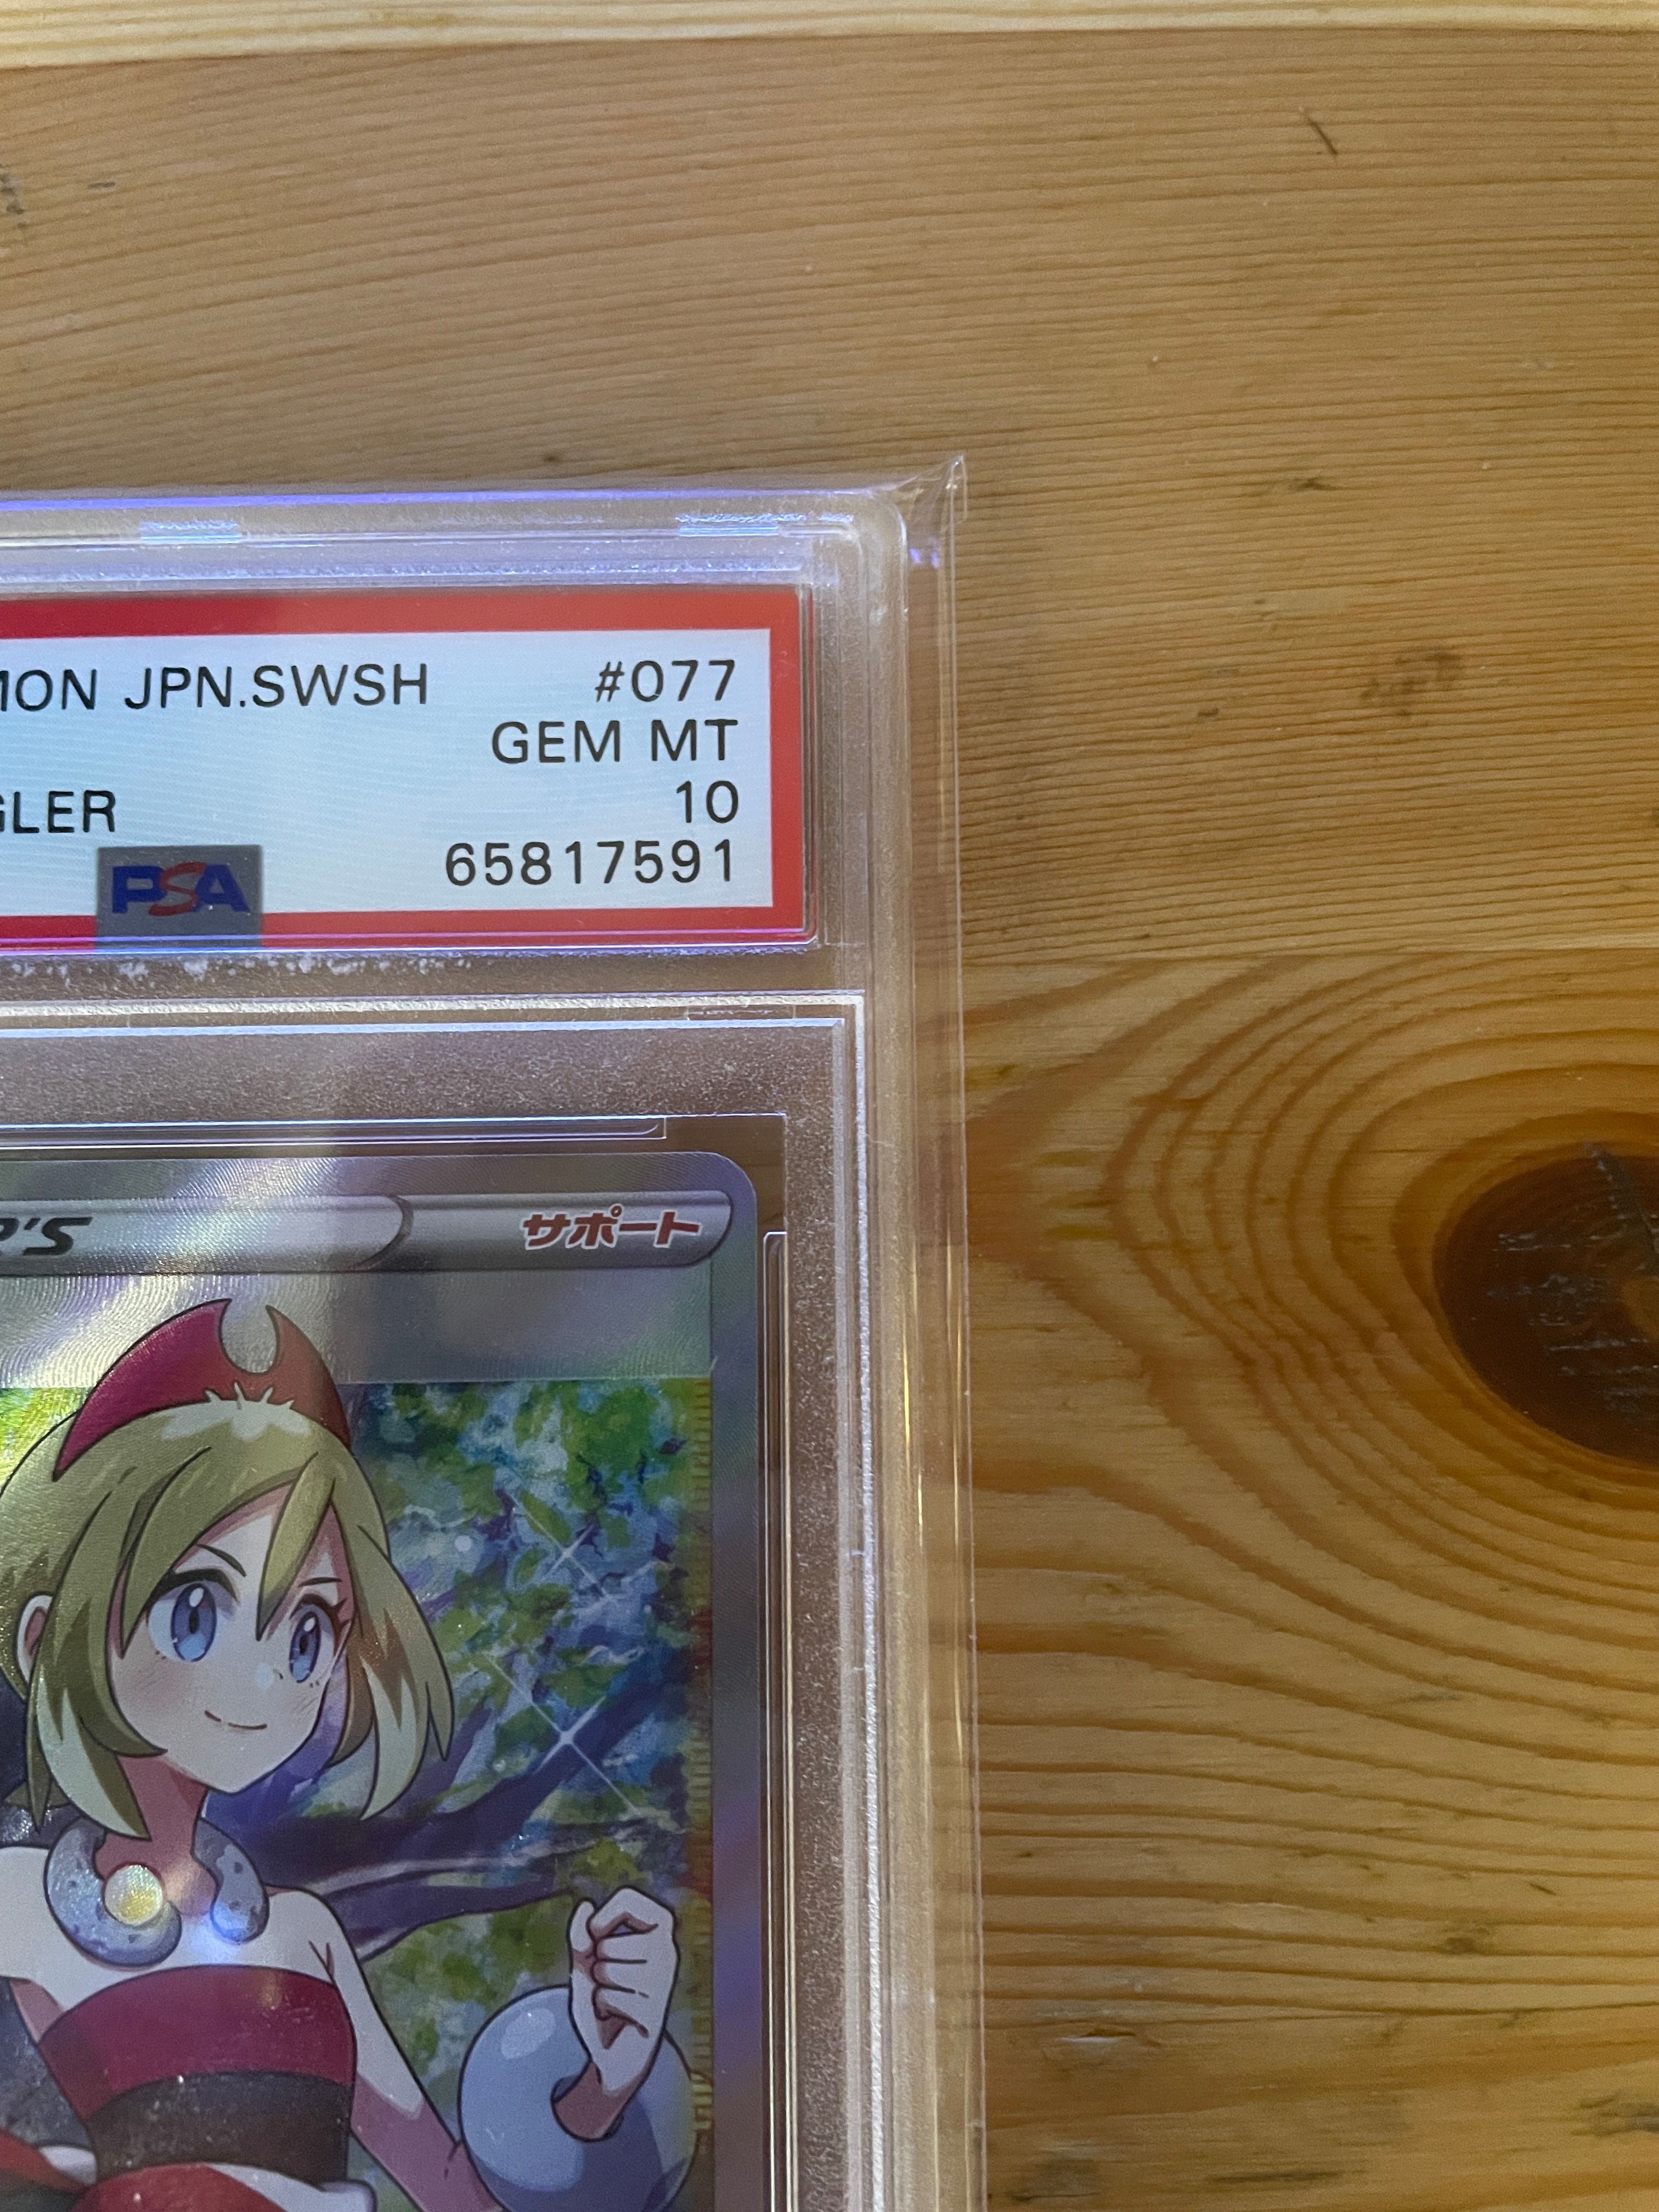 MON JPN.SWSH #077
GEM MT
GLER 10
PSA 65817591
R'S サポート